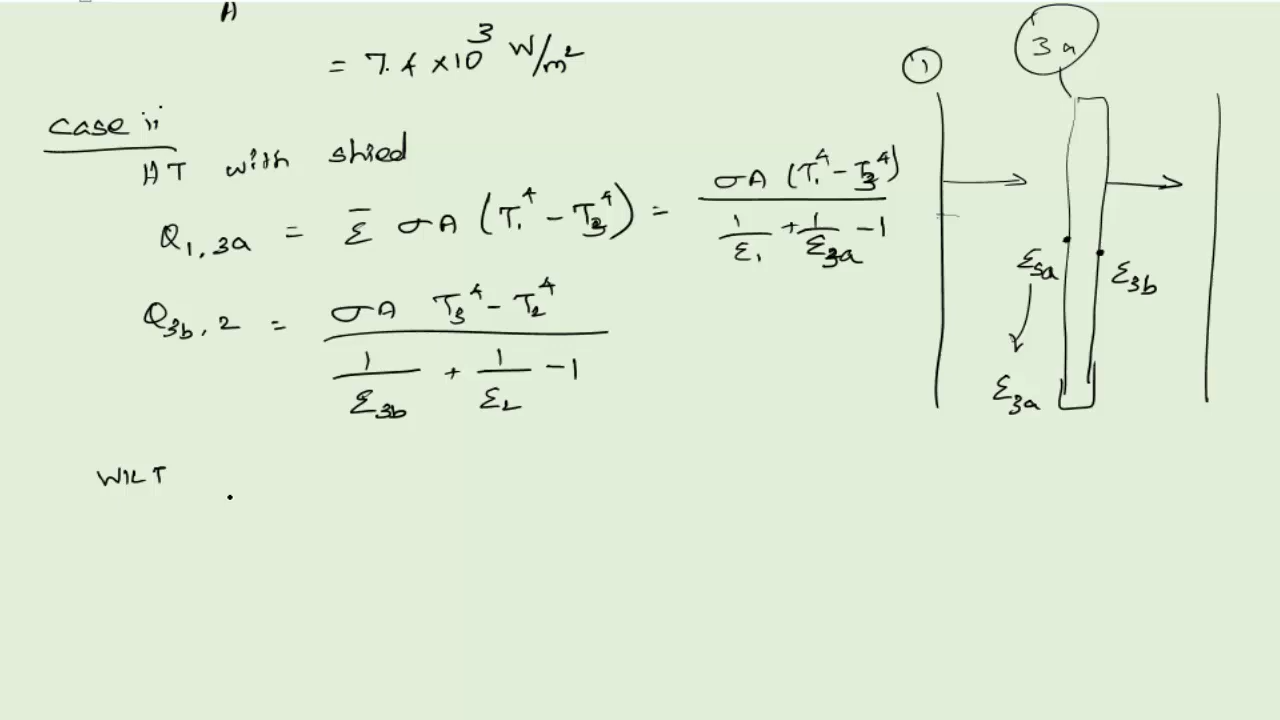 A
= 7.4 ×10³ W/m²
Case ii
HT with shied
Q₁,₃ₐ = ε̄ σA (T₁⁴ − T₃⁴) = σA (T₁⁴ − T₃⁴) / (1/ε₁ + 1/ε₃ₐ − 1)
Q₃b,₂ = σA T₃⁴ − T₂⁴ / (1/ε₃b + 1/ε₂ − 1)
WILT
1
3a
ε₃ₐ
ε₃b
ε₃ₐ